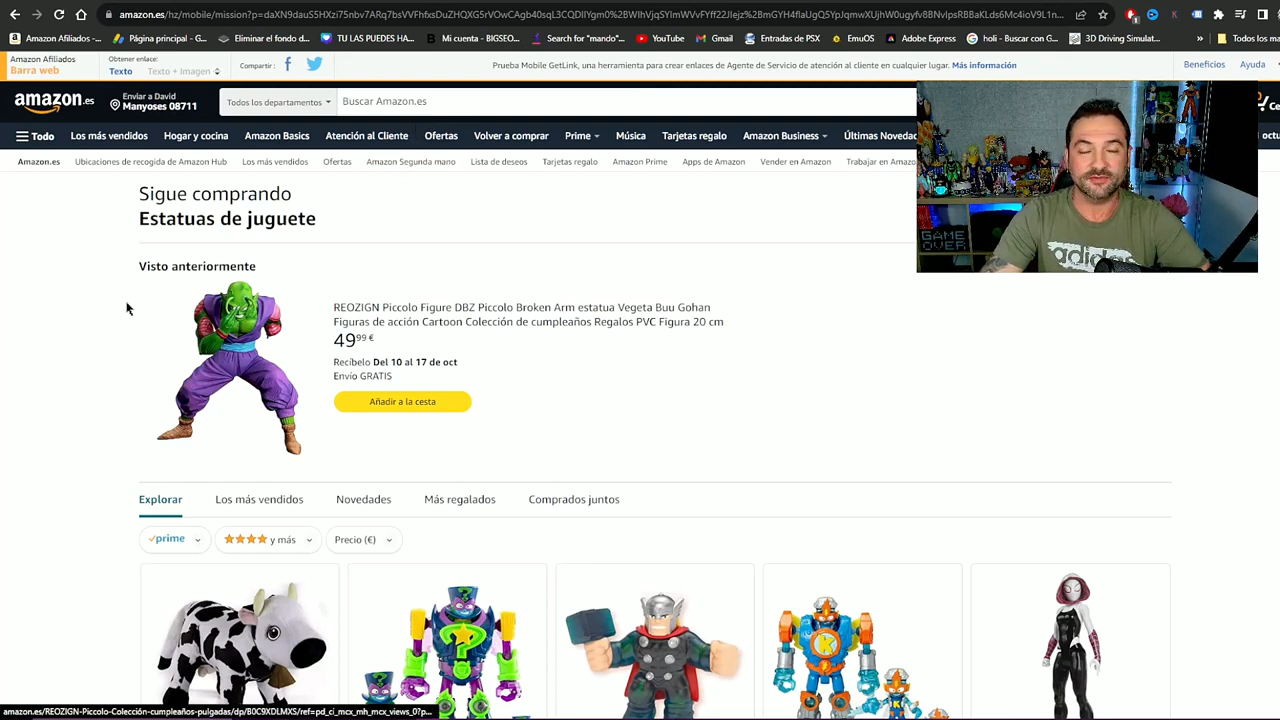 amazon.es/hz/mobile/mission?p=
Amazon Afiliados -...
Página principal - G...
Eliminar el fondo d...
TU LAS PUEDES HA...
Mi cuenta - BIGSEO...
Search for "mando"...
YouTube
Gmail
Entradas de PSX
EmuOS
Adobe Express
holi - Buscar con G...
3D Driving Simulat...
»
Todos los ma
Amazon Afiliados
Barra web
Obtener enlace:
Texto
Texto + Imagen
Compartir :
Prueba Mobile GetLink, una herramienta para crear enlaces de Agente de Servicio de atención al cliente en cualquier lugar. Más información
Beneficios
Ayuda
amazon.es
Enviar a David
Manyoses 08711
Todos los departamentos
Buscar Amazon.es
Todo
Los más vendidos
Hogar y cocina
Amazon Basics
Atención al Cliente
Ofertas
Volver a comprar
Prime
Música
Tarjetas regalo
Amazon Business
Últimas Novedad
Amazon.es
Ubicaciones de recogida de Amazon Hub
Los más vendidos
Ofertas
Amazon Segunda mano
Lista de deseos
Tarjetas regalo
Amazon Prime
Apps de Amazon
Vender en Amazon
Trabajar en Amazo
GAME
OVER
adidas
Sigue comprando
Estatuas de juguete
Visto anteriormente
REOZIGN Piccolo Figure DBZ Piccolo Broken Arm estatua Vegeta Buu Gohan
Figuras de acción Cartoon Colección de cumpleaños Regalos PVC Figura 20 cm
49,99 €
Recíbelo Del 10 al 17 de oct
Envío GRATIS
Añadir a la cesta
Explorar
Los más vendidos
Novedades
Más regalados
Comprados juntos
prime
y más
Precio (€)
amazon.es/REOZIGN-Piccolo-Colección-cumpleaños-pulgadas/dp/B0C9XDLMXS/ref=pd_ci_mcx_mh_mcx_views_0?p...